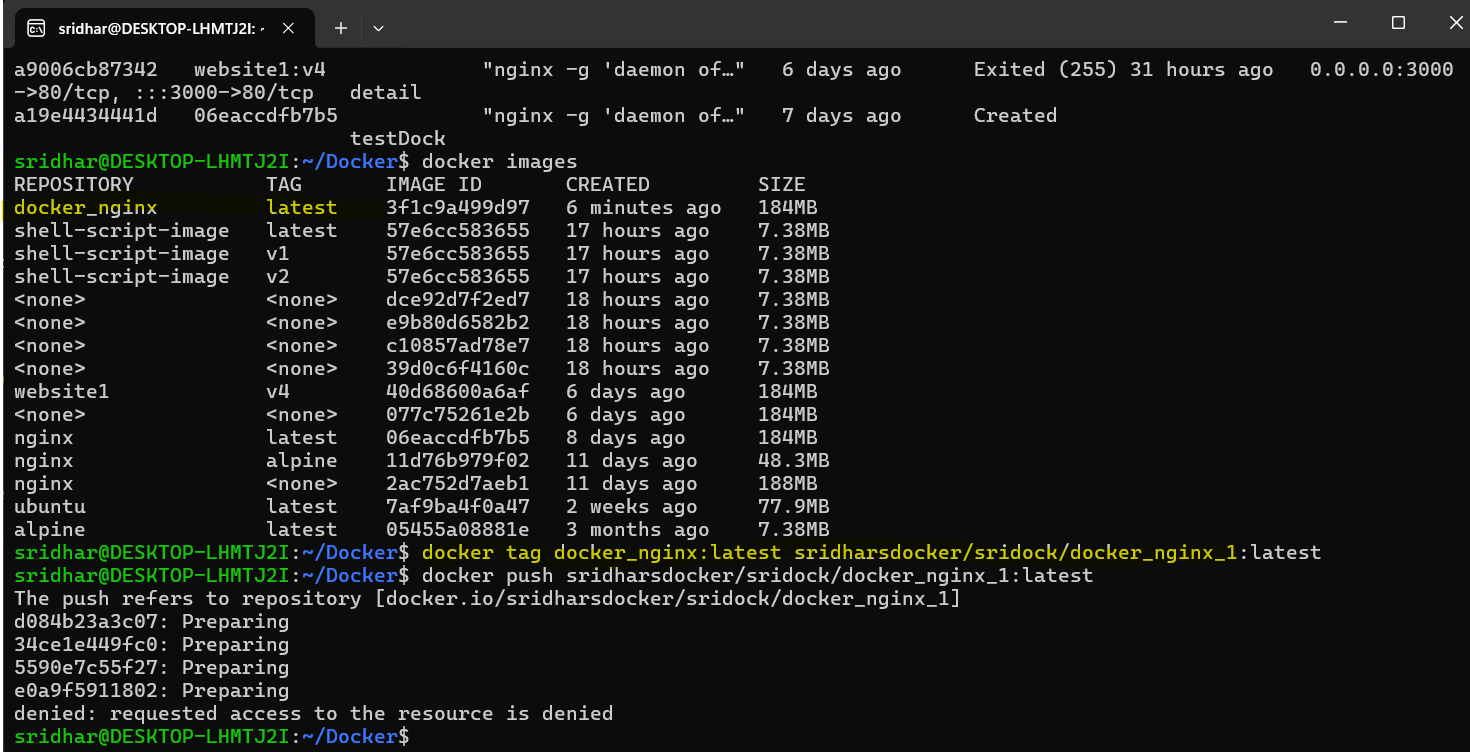 sridhar@DESKTOP-LHMTJ2I: ~
a9006cb87342   website1:v4             "nginx -g 'daemon of…"   6 days ago      Exited (255) 31 hours ago   0.0.0.0:3000
->80/tcp, :::3000->80/tcp   detail
a19e4434441d   06eaccdfb7b5            "nginx -g 'daemon of…"   7 days ago      Created
                            testDock
sridhar@DESKTOP-LHMTJ2I:~/Docker$ docker images
REPOSITORY           TAG       IMAGE ID       CREATED         SIZE
docker_nginx         latest    3f1c9a499d97   6 minutes ago   184MB
shell-script-image   latest    57e6cc583655   17 hours ago    7.38MB
shell-script-image   v1        57e6cc583655   17 hours ago    7.38MB
shell-script-image   v2        57e6cc583655   17 hours ago    7.38MB
<none>               <none>    dce92d7f2ed7   18 hours ago    7.38MB
<none>               <none>    e9b80d6582b2   18 hours ago    7.38MB
<none>               <none>    c10857ad78e7   18 hours ago    7.38MB
<none>               <none>    39d0c6f4160c   18 hours ago    7.38MB
website1             v4        40d68600a6af   6 days ago      184MB
<none>               <none>    077c75261e2b   6 days ago      184MB
nginx                latest    06eaccdfb7b5   8 days ago      184MB
nginx                alpine    11d76b979f02   11 days ago     48.3MB
nginx                <none>    2ac752d7aeb1   11 days ago     188MB
ubuntu               latest    7af9ba4f0a47   2 weeks ago     77.9MB
alpine               latest    05455a08881e   3 months ago    7.38MB
sridhar@DESKTOP-LHMTJ2I:~/Docker$ docker tag docker_nginx:latest sridharsdocker/sridock/docker_nginx_1:latest
sridhar@DESKTOP-LHMTJ2I:~/Docker$ docker push sridharsdocker/sridock/docker_nginx_1:latest
The push refers to repository [docker.io/sridharsdocker/sridock/docker_nginx_1]
d084b23a3c07: Preparing
34ce1e449fc0: Preparing
5590e7c55f27: Preparing
e0a9f5911802: Preparing
denied: requested access to the resource is denied
sridhar@DESKTOP-LHMTJ2I:~/Docker$